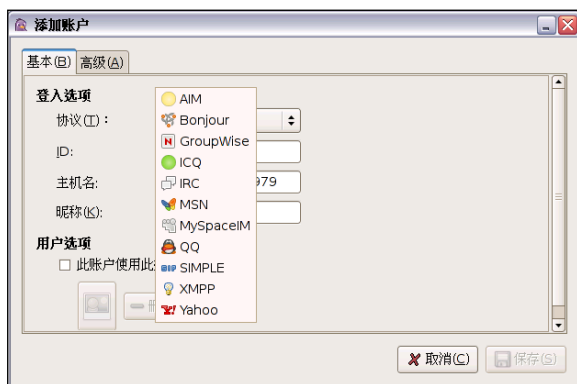 添加账户
基本(B) 高级(A)
登入选项
协议(T)：
AIM
Bonjour
GroupWise
ICQ
IRC
MSN
MySpaceIM
QQ
SIMPLE
XMPP
Yahoo
ID:
主机名: 979
昵称(K):
用户选项
此账户使用此
取消(C) 保存(S)